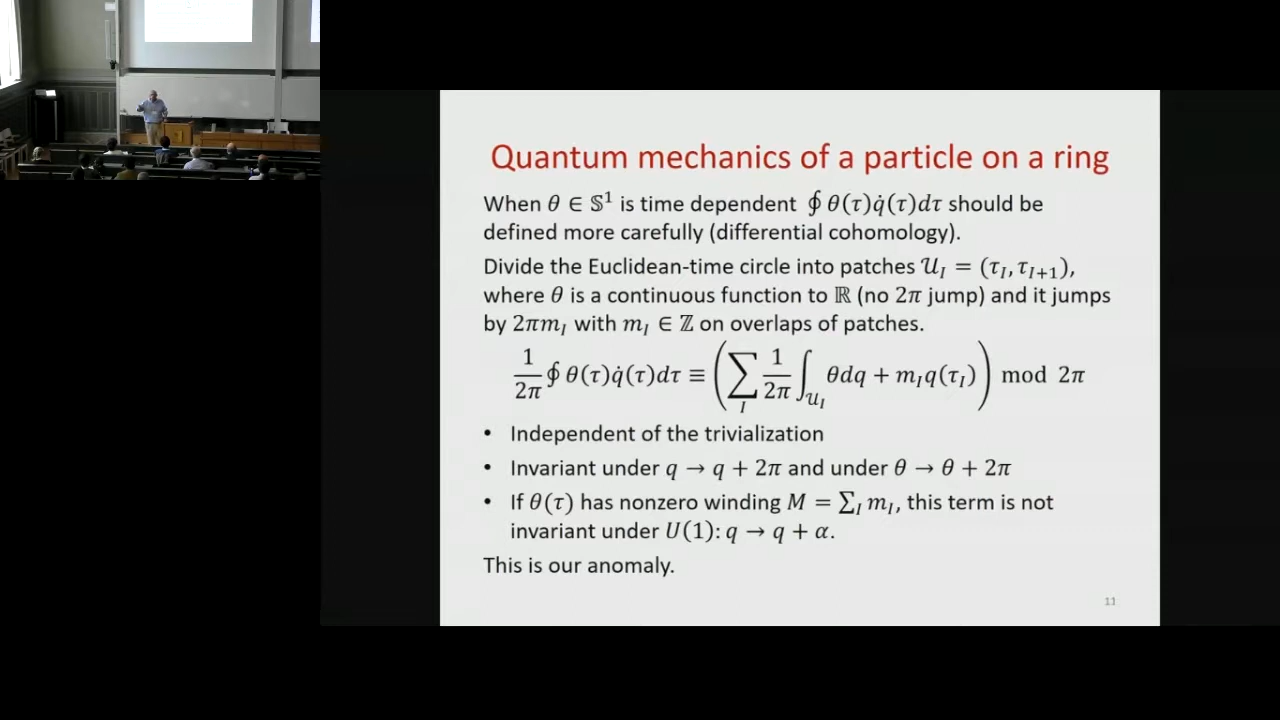 Quantum mechanics of a particle on a ring
When θ ∈ 𝕊¹ is time dependent ∮ θ(τ)q̇(τ)dτ should be
defined more carefully (differential cohomology).
Divide the Euclidean-time circle into patches 𝒰_I = (τ_I, τ_{I+1}),
where θ is a continuous function to ℝ (no 2π jump) and it jumps
by 2πm_I with m_I ∈ ℤ on overlaps of patches.
1/2π ∮ θ(τ)q̇(τ)dτ ≡ (∑_I 1/2π ∫_{𝒰_I} θdq + m_I q(τ_I)) mod 2π
• Independent of the trivialization
• Invariant under q → q + 2π and under θ → θ + 2π
• If θ(τ) has nonzero winding M = ∑_I m_I, this term is not
invariant under U(1): q → q + α.
This is our anomaly.
11